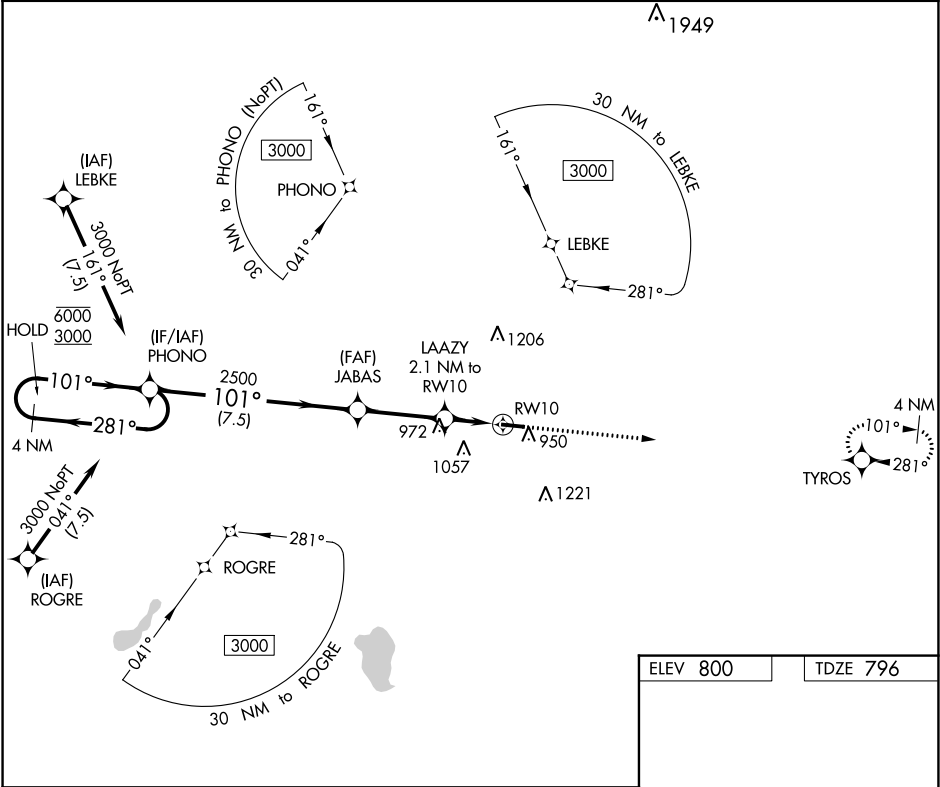 1949
30 NM to PHONO (NoPT)
161°
3000
PHONO
041°
30 NM to LEBKE
161°
3000
LEBKE
281°
(IAF)
LEBKE
3000 NoPT
161°
(7.5)
6000
3000
HOLD
(IF/IAF)
PHONO
101°
281°
4 NM
2500
101°
(7.5)
(FAF)
JABAS
LAAZY
2.1 NM to
RW10
1206
RW10
972
950
1057
1221
4 NM
101°
281°
TYROS
3000 NoPT
041°
(7.5)
(IAF)
ROGRE
281°
ROGRE
041°
3000
30 NM to ROGRE
ELEV 800
TDZE 796